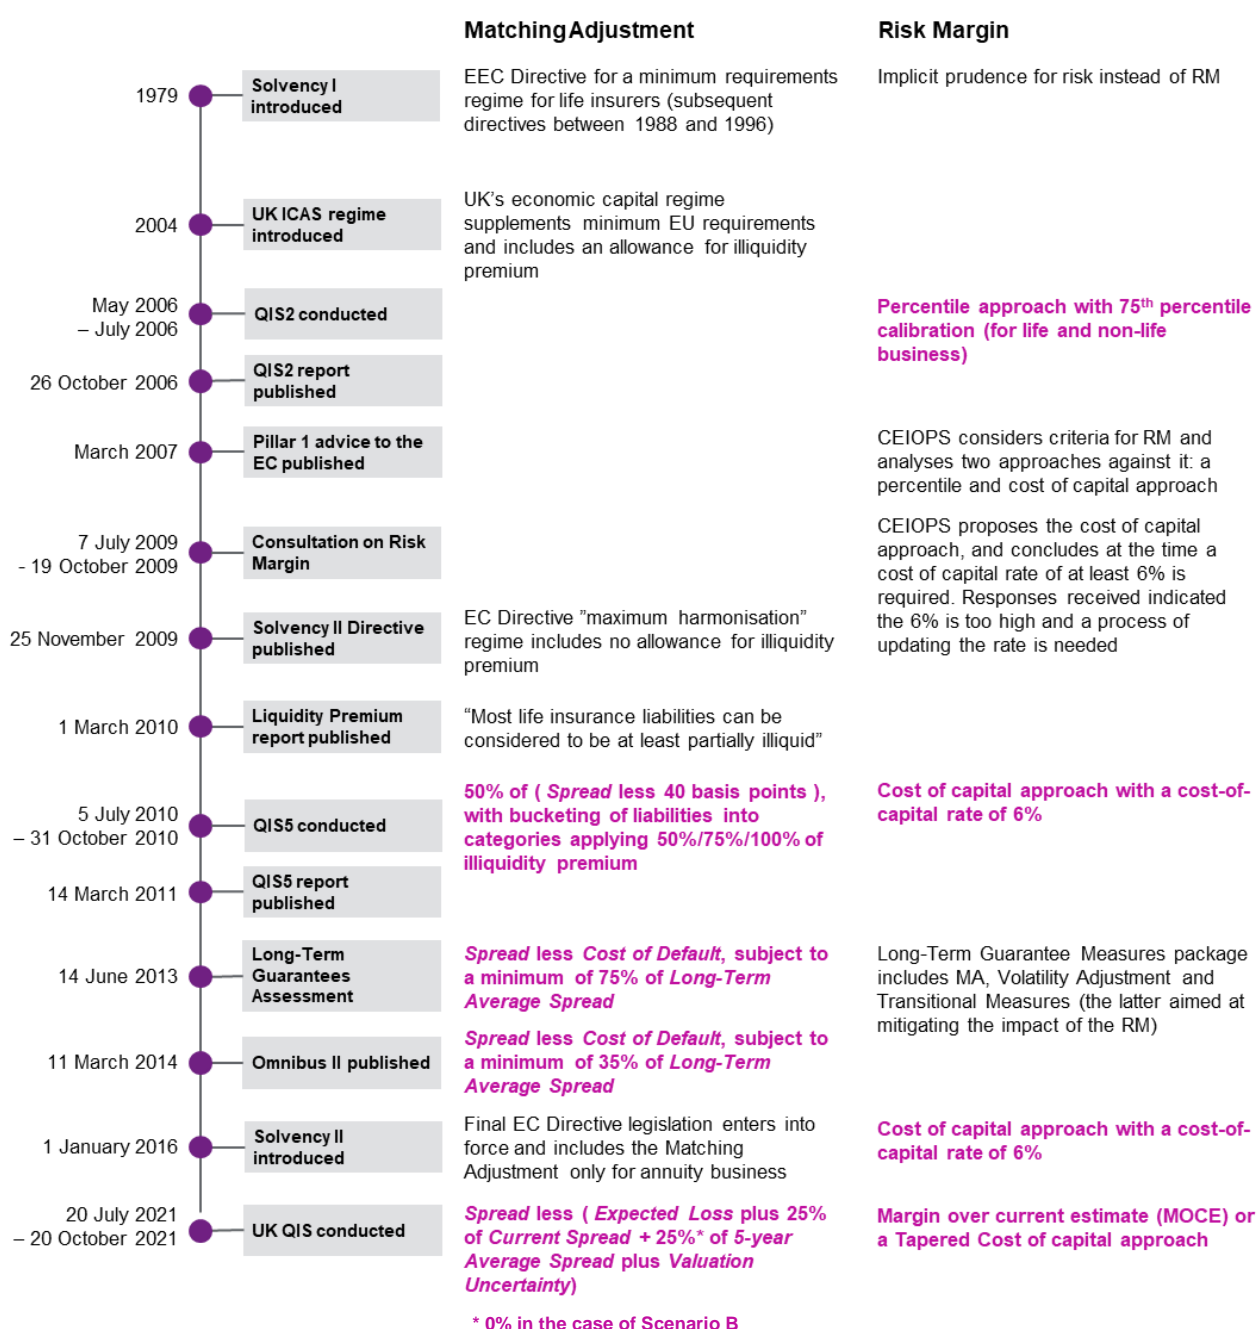 Matching Adjustment
Risk Margin
1979
Solvency I
introduced
EEC Directive for a minimum requirements
regime for life insurers (subsequent
directives between 1988 and 1996)
Implicit prudence for risk instead of RM
2004
UK ICAS regime
introduced
UK's economic capital regime
supplements minimum EU requirements
and includes an allowance for illiquidity
premium
May 2006
– July 2006
QIS2 conducted
Percentile approach with 75th percentile
calibration (for life and non-life
business)
26 October 2006
QIS2 report
published
March 2007
Pillar 1 advice to the
EC published
CEIOPS considers criteria for RM and
analyses two approaches against it: a
percentile and cost of capital approach
7 July 2009
- 19 October 2009
Consultation on Risk
Margin
CEIOPS proposes the cost of capital
approach, and concludes at the time a
cost of capital rate of at least 6% is
required. Responses received indicated
the 6% is too high and a process of
updating the rate is needed
25 November 2009
Solvency II Directive
published
EC Directive "maximum harmonisation"
regime includes no allowance for illiquidity
premium
1 March 2010
Liquidity Premium
report published
"Most life insurance liabilities can be
considered to be at least partially illiquid"
5 July 2010
– 31 October 2010
QIS5 conducted
50% of ( Spread less 40 basis points ),
with bucketing of liabilities into
categories applying 50%/75%/100% of
illiquidity premium
Cost of capital approach with a cost-of-
capital rate of 6%
14 March 2011
QIS5 report
published
14 June 2013
Long-Term
Guarantees
Assessment
Spread less Cost of Default, subject to
a minimum of 75% of Long-Term
Average Spread
Long-Term Guarantee Measures package
includes MA, Volatility Adjustment and
Transitional Measures (the latter aimed at
mitigating the impact of the RM)
11 March 2014
Omnibus II published
Spread less Cost of Default, subject to
a minimum of 35% of Long-Term
Average Spread
1 January 2016
Solvency II
introduced
Final EC Directive legislation enters into
force and includes the Matching
Adjustment only for annuity business
Cost of capital approach with a cost-of-
capital rate of 6%
20 July 2021
– 20 October 2021
UK QIS conducted
Spread less ( Expected Loss plus 25%
of Current Spread + 25%* of 5-year
Average Spread plus Valuation
Uncertainty)
Margin over current estimate (MOCE) or
a Tapered Cost of capital approach
* 0% in the case of Scenario B